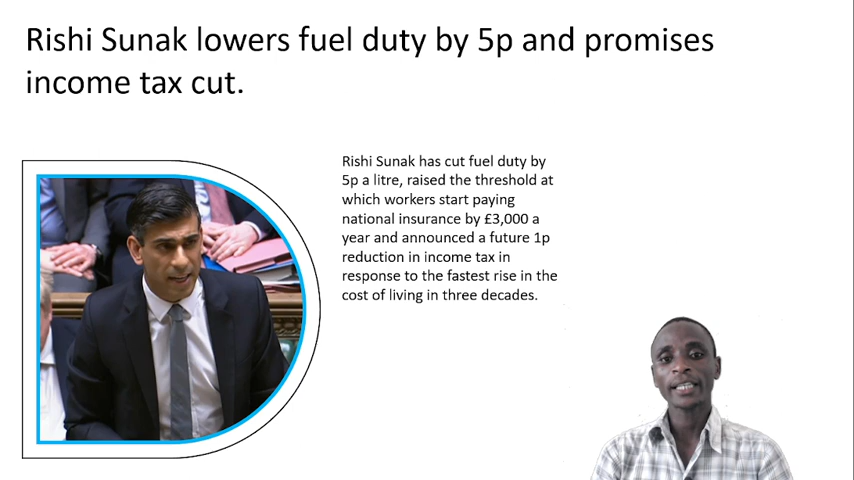 Rishi Sunak lowers fuel duty by 5p and promises
income tax cut.
Rishi Sunak has cut fuel duty by
5p a litre, raised the threshold at
which workers start paying
national insurance by £3,000 a
year and announced a future 1p
reduction in income tax in
response to the fastest rise in the
cost of living in three decades.